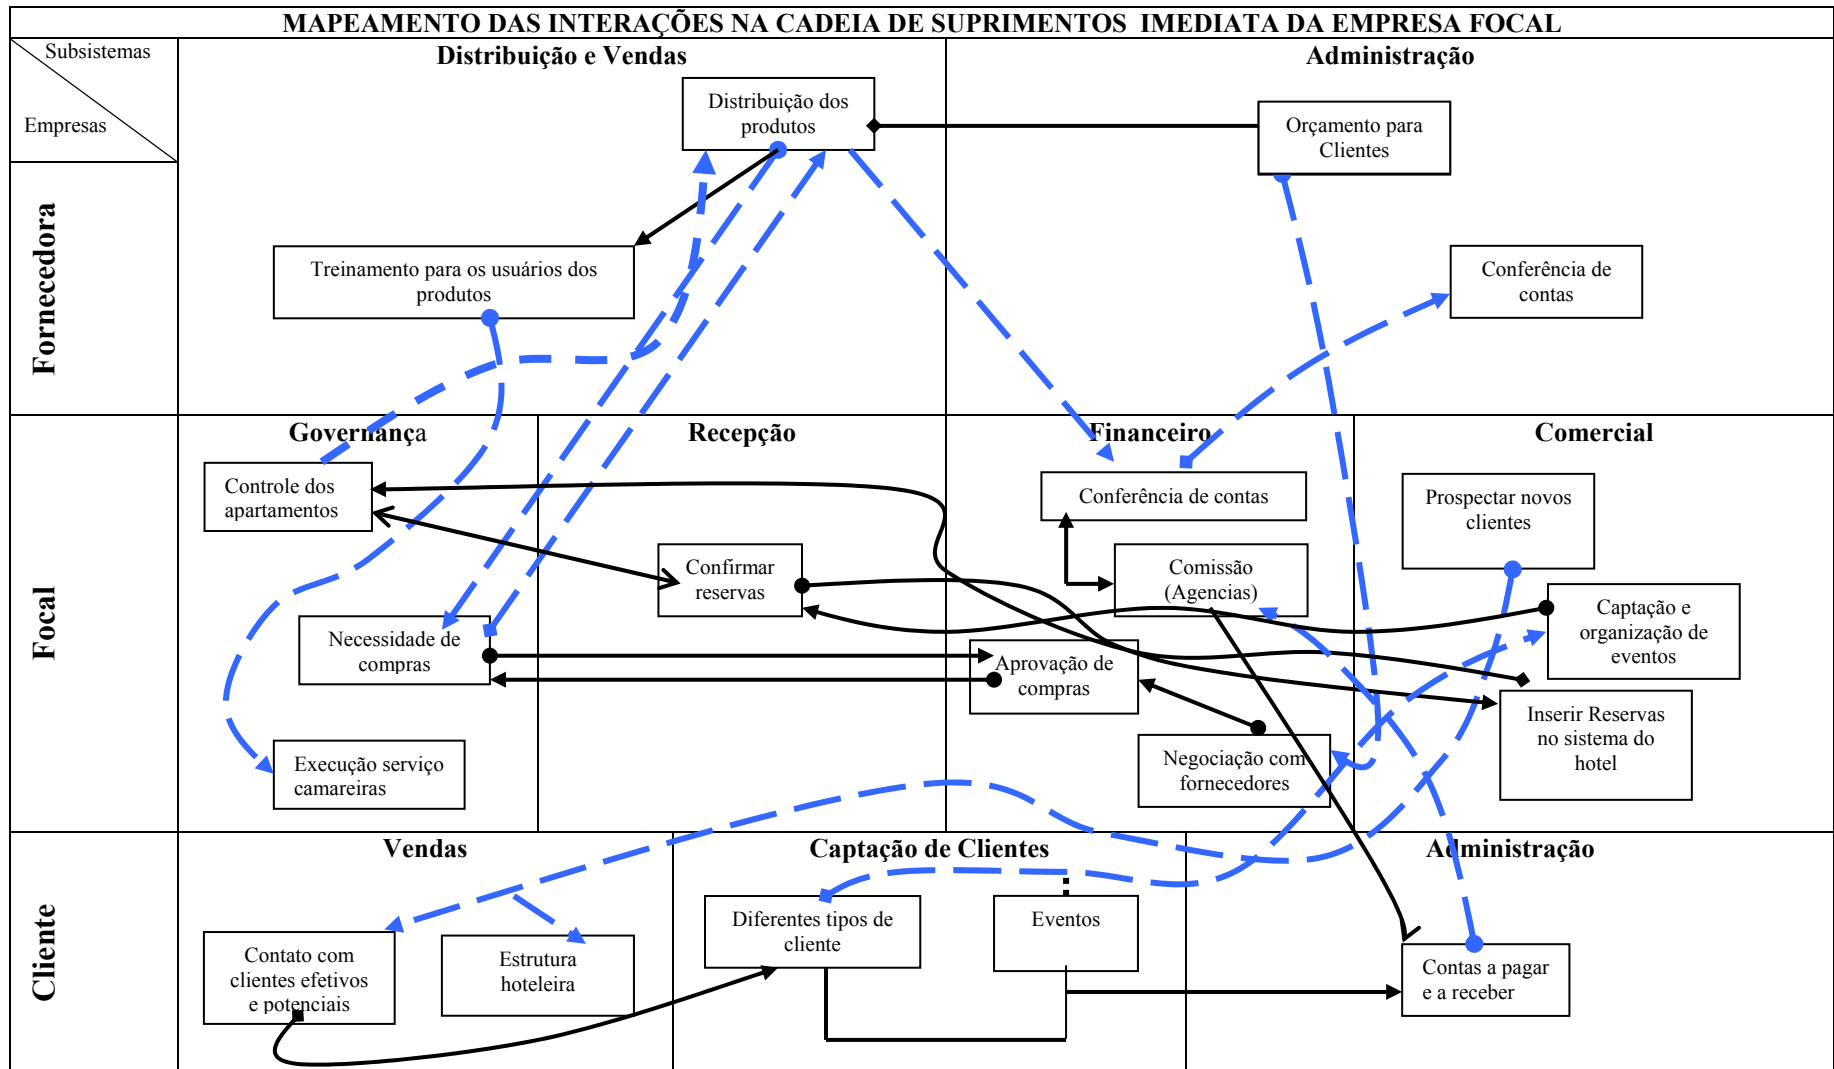 MAPEAMENTO DAS INTERAÇÕES NA CADEIA DE SUPRIMENTOS IMEDIATA DA EMPRESA FOCAL
Subsistemas
Empresas
Distribuição e Vendas
Administração
Fornecedora
Distribuição dos
produtos
Orçamento para
Clientes
Treinamento para os usuários dos
produtos
Conferência de
contas
Focal
Governança
Recepção
Financeiro
Comercial
Controle dos
apartamentos
Conferência de contas
Prospectar novos
clientes
Confirmar
reservas
Comissão
(Agencias)
Captação e
organização de
eventos
Necessidade de
compras
Aprovação de
compras
Inserir Reservas
no sistema do
hotel
Execução serviço
camareiras
Negociação com
fornecedores
Cliente
Vendas
Captação de Clientes
Administração
Contato com
clientes efetivos
e potenciais
Estrutura
hoteleira
Diferentes tipos de
cliente
Eventos
Contas a pagar
e a receber